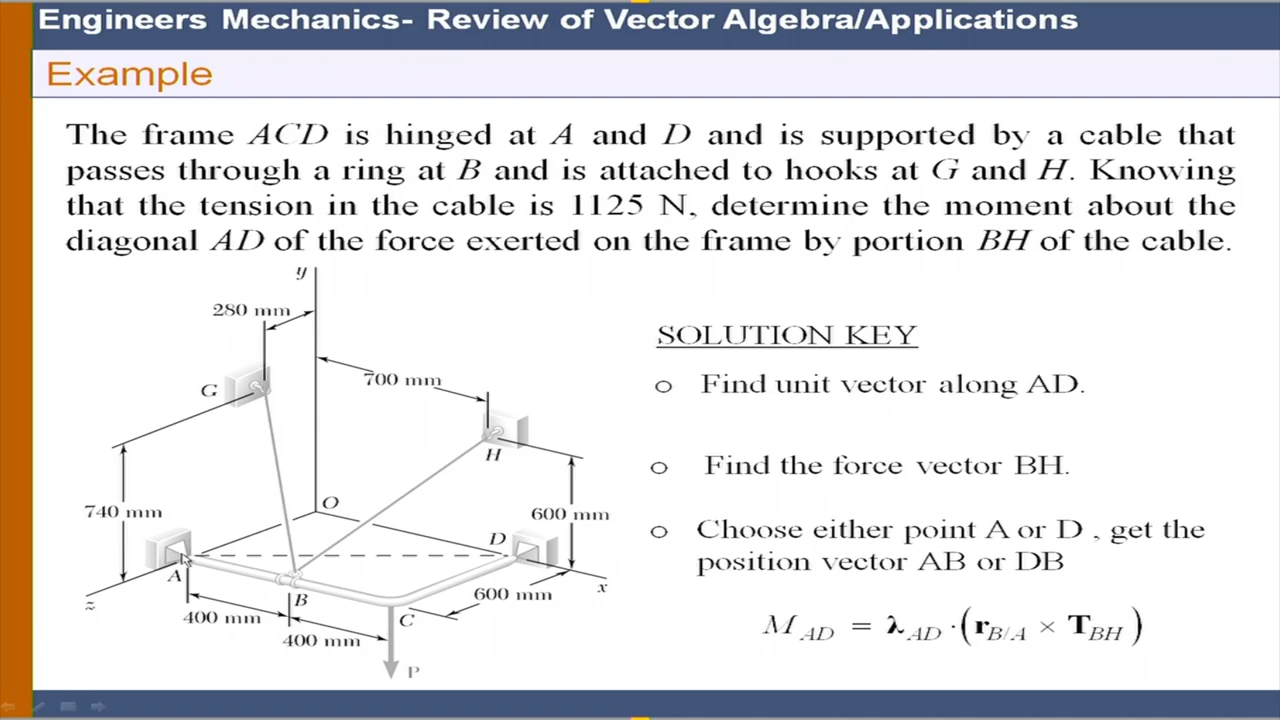 Engineers Mechanics- Review of Vector Algebra/Applications
Example
The frame ACD is hinged at A and D and is supported by a cable that
passes through a ring at B and is attached to hooks at G and H. Knowing
that the tension in the cable is 1125 N, determine the moment about the
diagonal AD of the force exerted on the frame by portion BH of the cable.
y
280 mm
700 mm
G
H
740 mm
O
600 mm
D
A
B
600 mm
x
z
400 mm
C
400 mm
P
SOLUTION KEY
o Find unit vector along AD.
o Find the force vector BH.
o Choose either point A or D , get the
position vector AB or DB
M_AD = λ_AD · (r_B/A × T_BH)